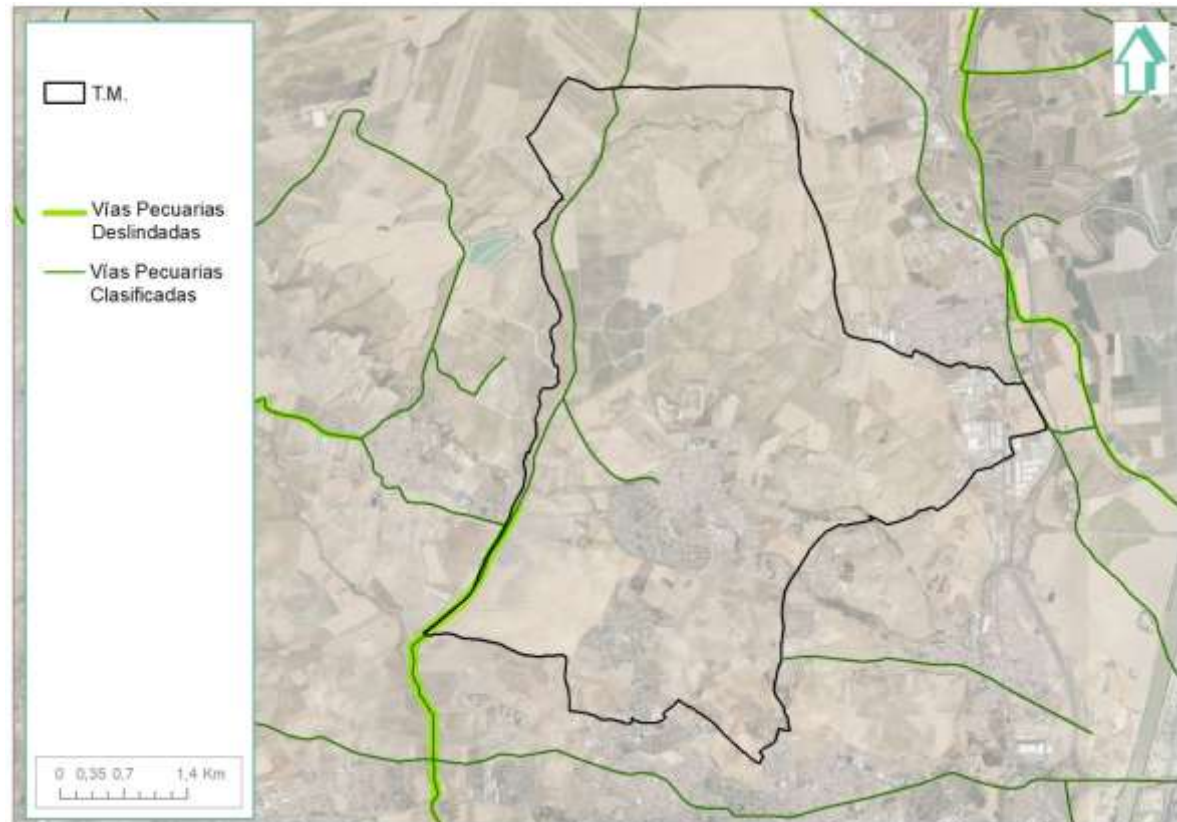 T.M.
Vías Pecuarias
Deslindadas
Vías Pecuarias
Clasificadas
0 0,35 0,7 1,4 Km